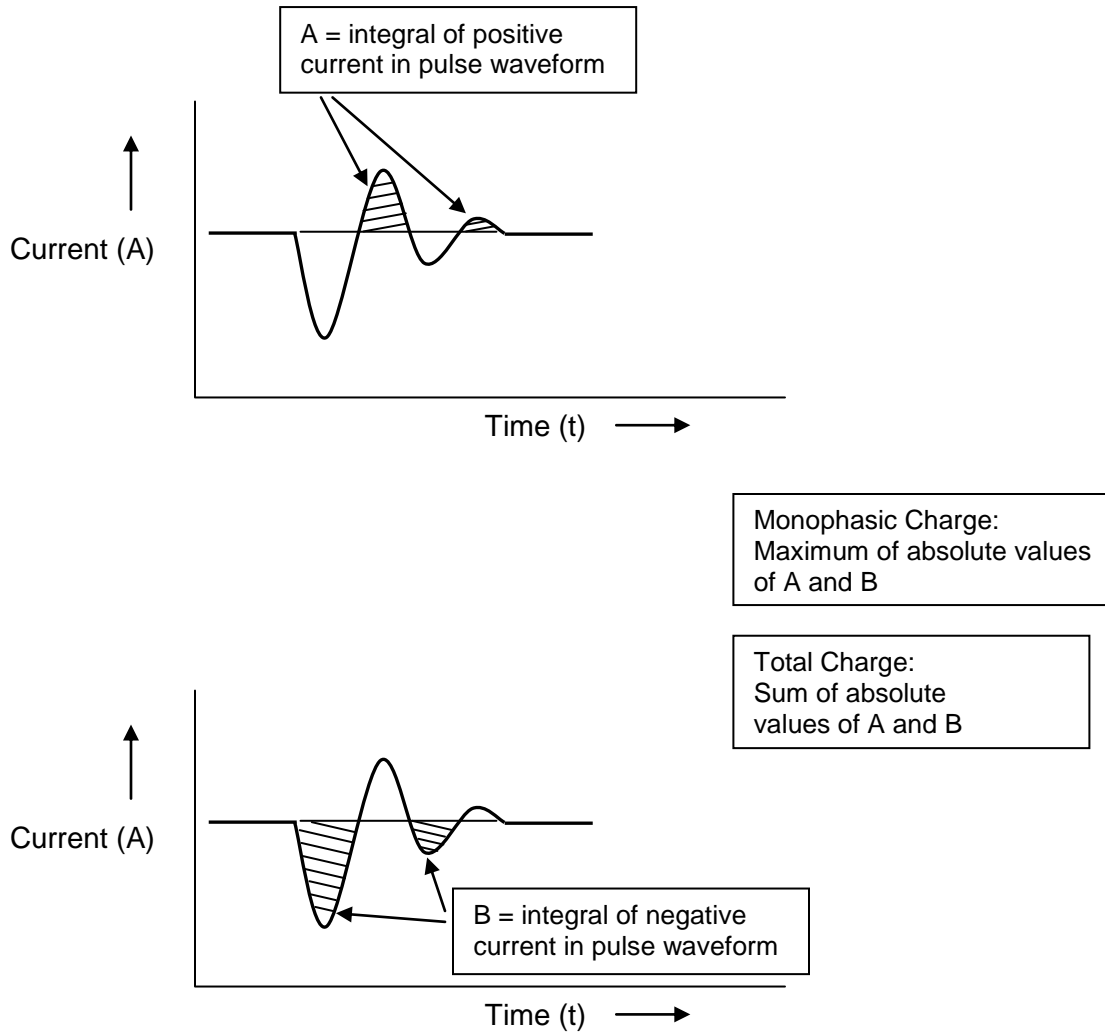 A = integral of positive
current in pulse waveform
Current (A)
Time (t)
Monophasic Charge:
Maximum of absolute values
of A and B
Total Charge:
Sum of absolute
values of A and B
Current (A)
B = integral of negative
current in pulse waveform
Time (t)